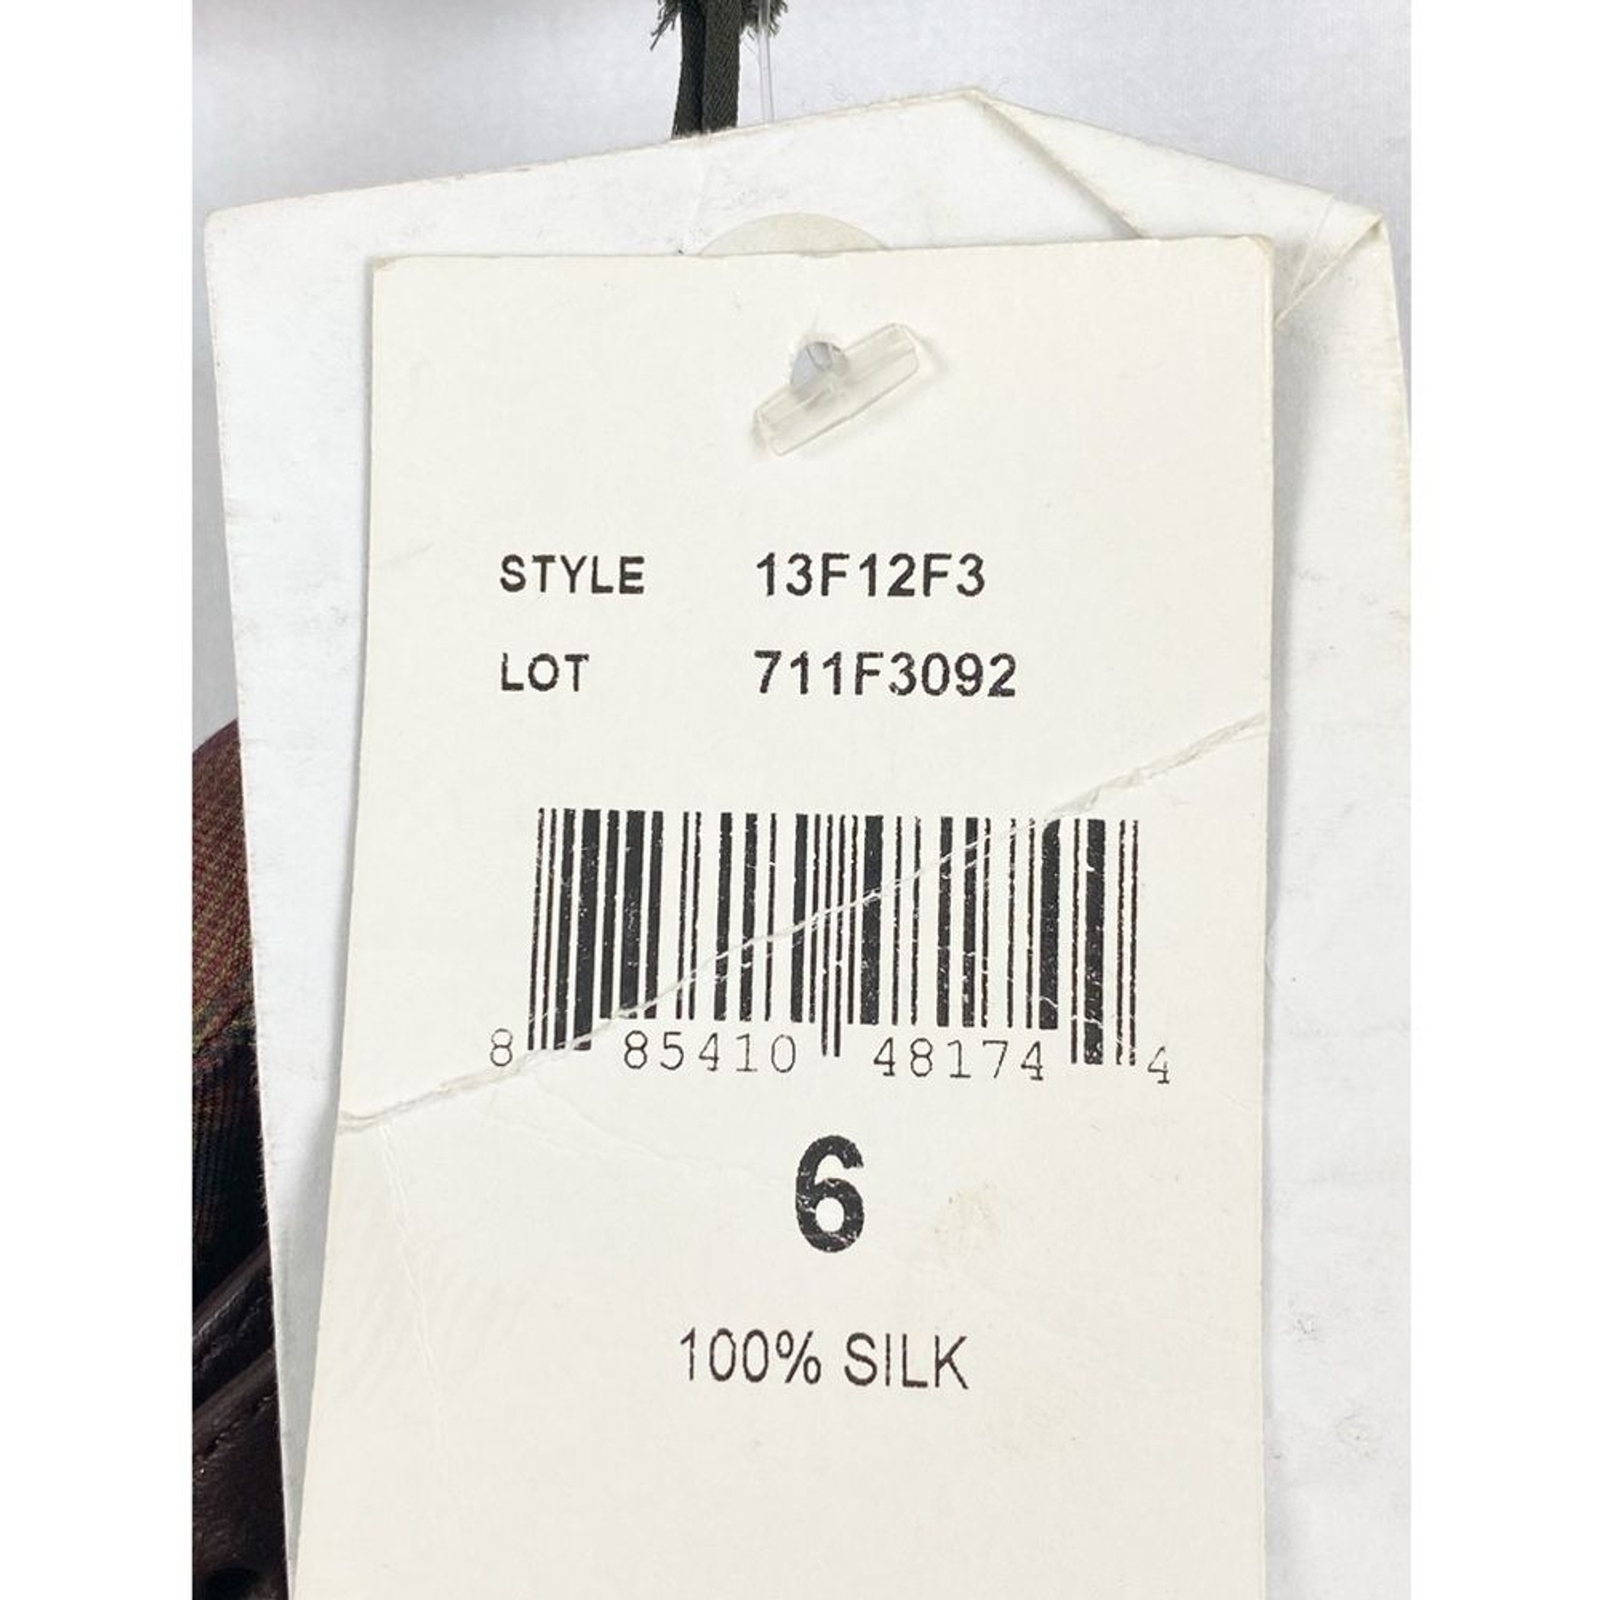 STYLE 13F12F3
LOT 711F3092
8 85410 48174 4
6
100% SILK